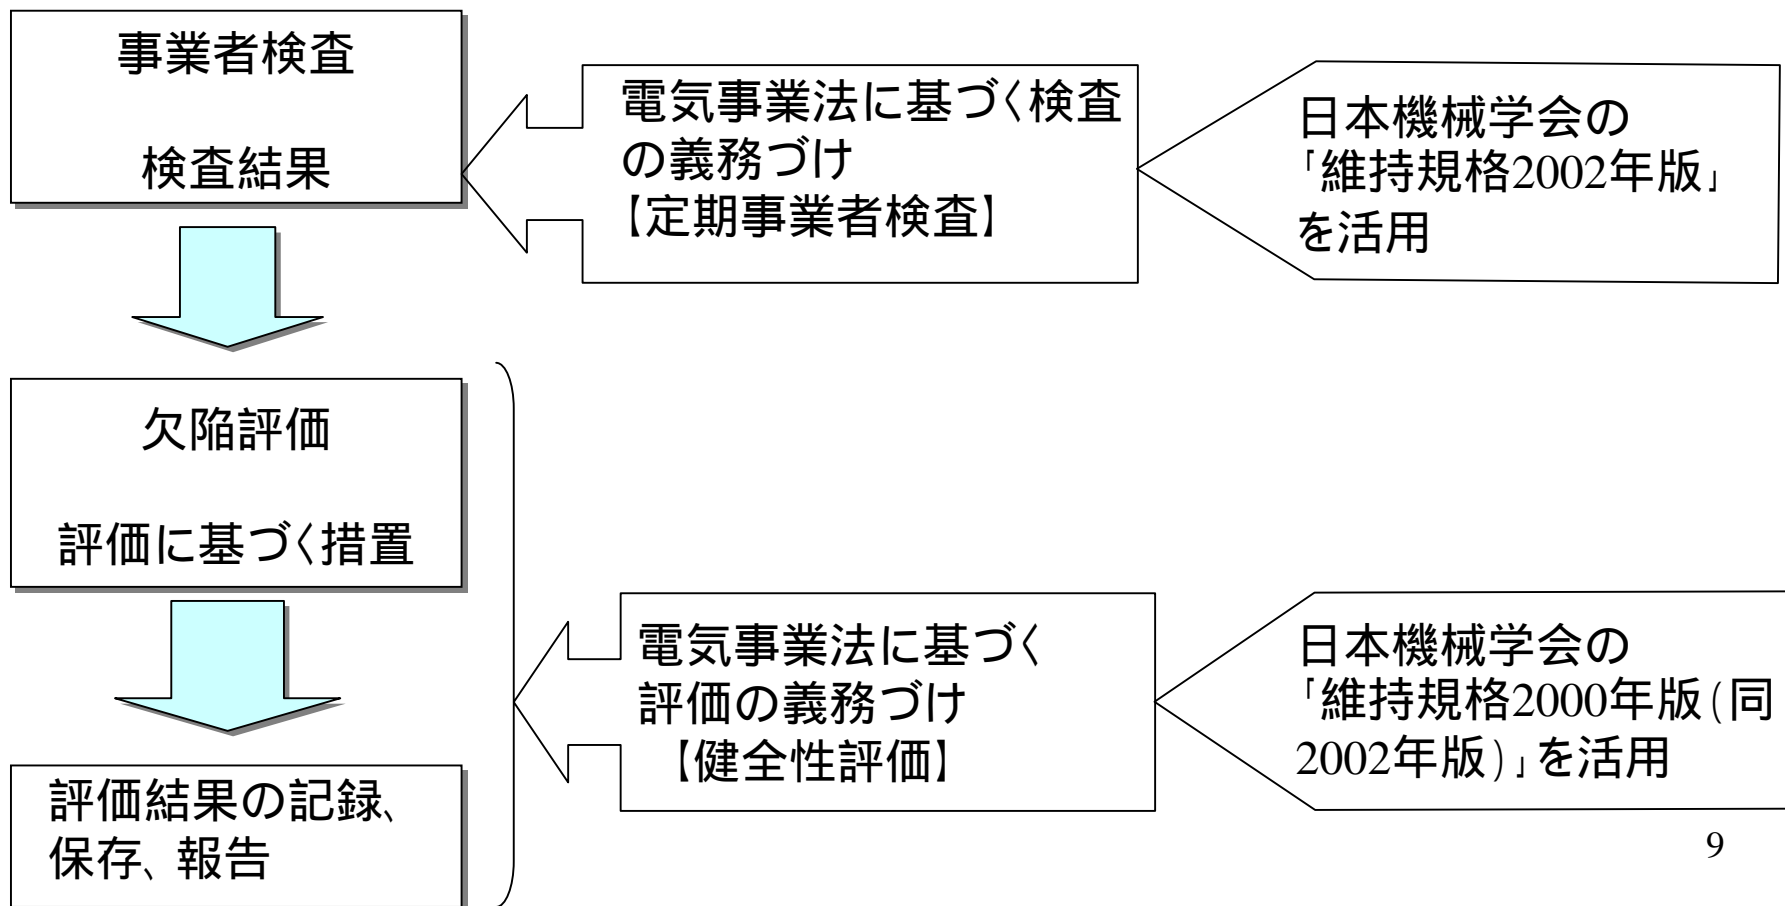 事業者検査
検査結果
電気事業法に基づく検査
の義務づけ
【定期事業者検査】
日本機械学会の
「維持規格2002年版」
を活用
欠陥評価
評価に基づく措置
電気事業法に基づく
評価の義務づけ
【健全性評価】
日本機械学会の
「維持規格2000年版(同
2002年版)」を活用
評価結果の記録、
保存、報告
9